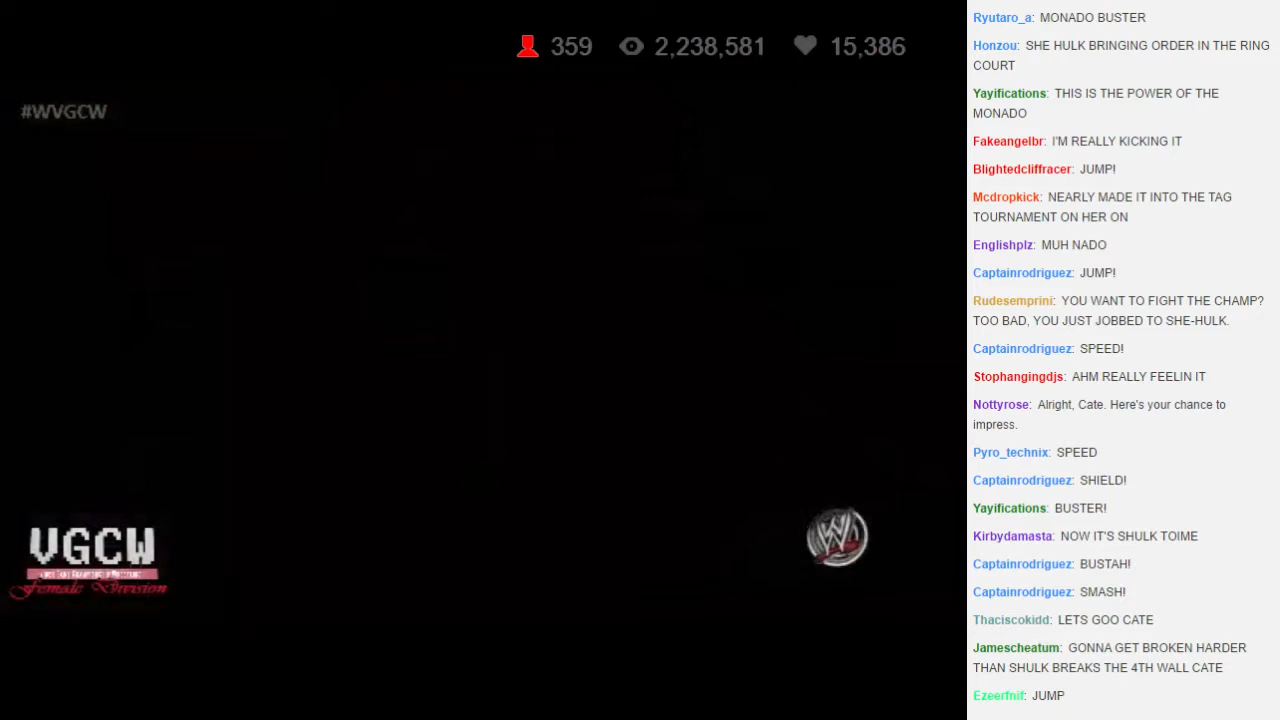 359 2,238,581 15,386
#WVGCW
VGCW
Female Division
Ryutaro_a: MONADO BUSTER
Honzou: SHE HULK BRINGING ORDER IN THE RING
COURT
Yayifications: THIS IS THE POWER OF THE
MONADO
Fakeangelbr: I'M REALLY KICKING IT
Blightedcliffracer: JUMP!
Mcdropkick: NEARLY MADE IT INTO THE TAG
TOURNAMENT ON HER ON
Englishplz: MUH NADO
Captainrodriguez: JUMP!
Rudesemprini: YOU WANT TO FIGHT THE CHAMP?
TOO BAD, YOU JUST JOBBED TO SHE-HULK.
Captainrodriguez: SPEED!
Stophangingdjs: AHM REALLY FEELIN IT
Nottyrose: Alright, Cate. Here's your chance to
impress.
Pyro_technix: SPEED
Captainrodriguez: SHIELD!
Yayifications: BUSTER!
Kirbydamasta: NOW IT'S SHULK TOIME
Captainrodriguez: BUSTAH!
Captainrodriguez: SMASH!
Thaciscokidd: LETS GOO CATE
Jamescheatum: GONNA GET BROKEN HARDER
THAN SHULK BREAKS THE 4TH WALL CATE
Ezeerfnif: JUMP